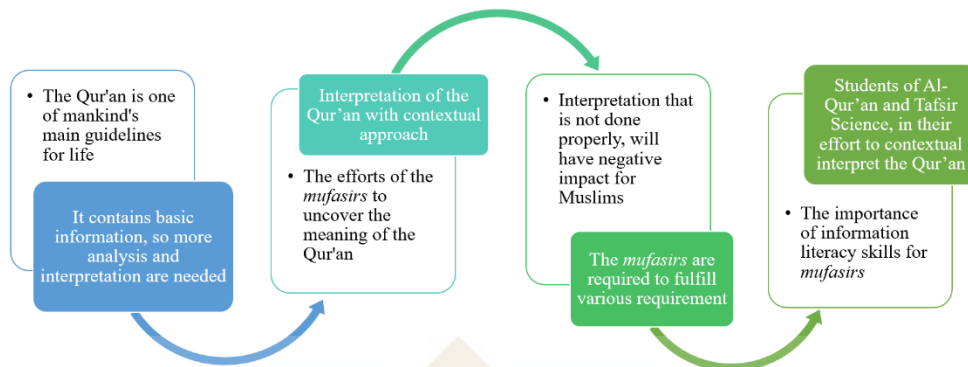 • The Qur'an is one
of mankind's
main guidelines
for life
It contains basic
information, so more
analysis and
interpretation are needed
Interpretation of the
Qur'an with contextual
approach
• The efforts of the
mufasirs to
uncover the
meaning of the
Qur'an
• Interpretation that
is not done
properly, will
have negative
impact for
Muslims
The mufasirs are
required to fulfill
various requirement
Students of Al-
Qur'an and Tafsir
Science, in their
effort to contextual
interpret the Qur'an
• The importance
of information
literacy skills for
mufasirs